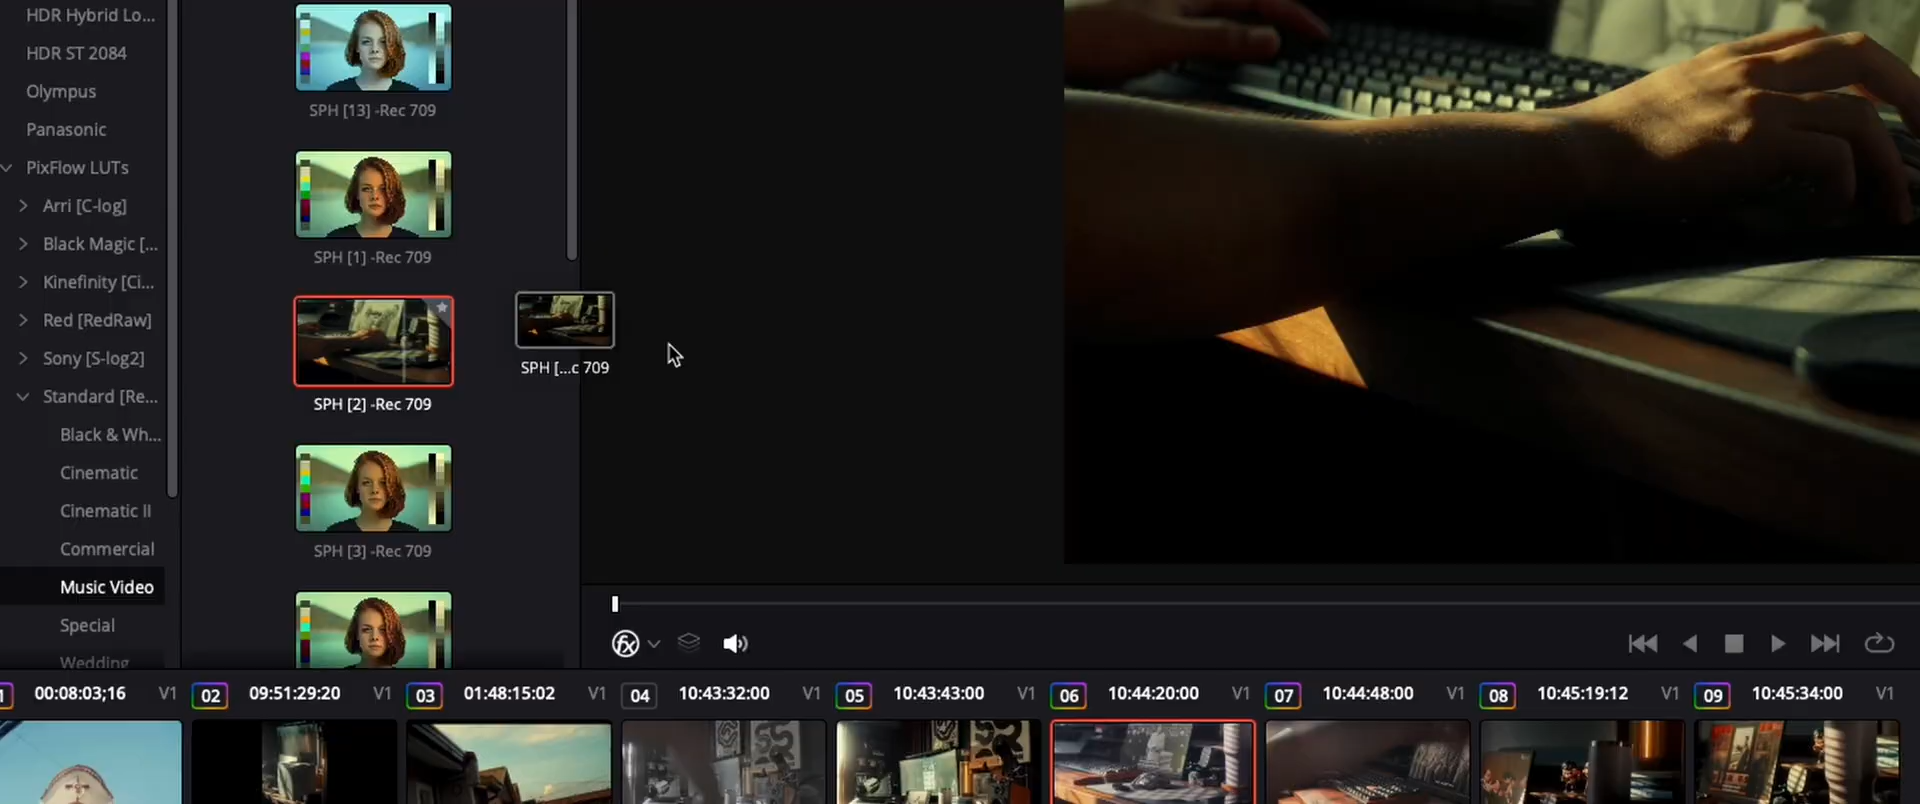 HDR Hybrid Lo...
HDR ST 2084
Olympus
Panasonic
PixFlow LUTs
Arri [C-log]
Black Magic [...
Kinefinity [Ci...
Red [RedRaw]
Sony [S-log2]
Standard [Re...
Black & Wh...
Cinematic
Cinematic II
Commercial
Music Video
Special
Wedding
SPH [13] -Rec 709
SPH [1] -Rec 709
SPH [2] -Rec 709
SPH [3] -Rec 709
SPH [...c 709
fx
1 00:08:03;16 V1
02 09:51:29:20 V1
03 01:48:15:02 V1
04 10:43:32:00 V1
05 10:43:43:00 V1
06 10:44:20:00 V1
07 10:44:48:00 V1
08 10:45:19:12 V1
09 10:45:34:00 V1